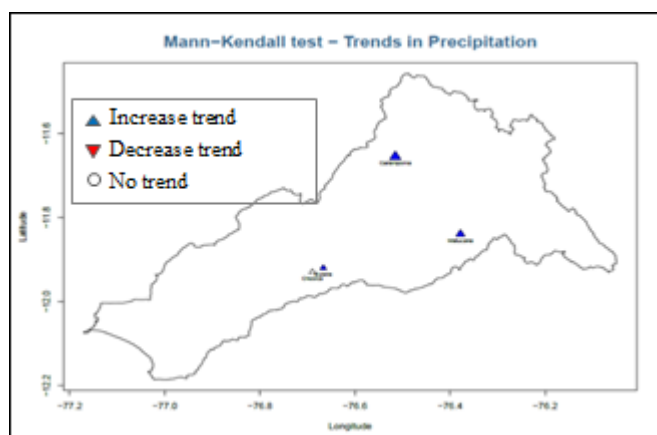 Mann-Kendall test - Trends in Precipitation
Increase trend
Decrease trend
No trend
Latitude
-11.6
-11.8
-12.0
-12.2
-77.2 -77.0 -76.8 -76.6 -76.4 -76.2
Longitude